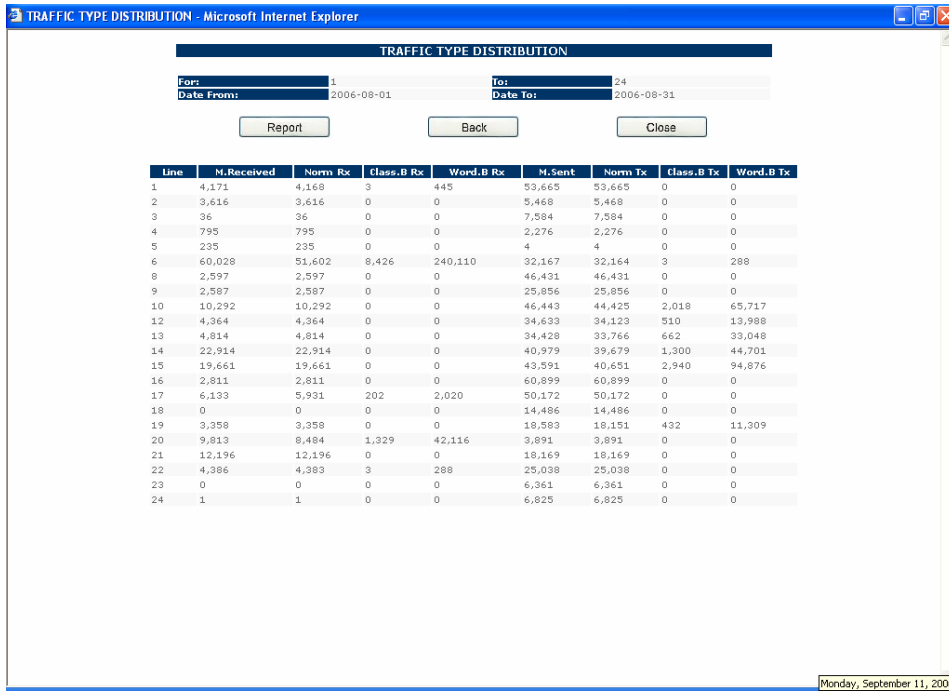 TRAFFIC TYPE DISTRIBUTION - Microsoft Internet Explorer
TRAFFIC TYPE DISTRIBUTION
For: 1 To: 24
Date From: 2006-08-01 Date To: 2006-08-31
Report Back Close
Line M.Received Norm Rx Class.B Rx Word.B Rx M.Sent Norm Tx Class.B Tx Word.B Tx
1 4,171 4,168 3 445 53,665 53,665 0 0
2 3,616 3,616 0 0 5,468 5,468 0 0
3 36 36 0 0 7,584 7,584 0 0
4 795 795 0 0 2,276 2,276 0 0
5 235 235 0 0 4 4 0 0
6 60,028 51,602 8,426 240,110 32,167 32,164 3 288
8 2,597 2,597 0 0 46,431 46,431 0 0
9 2,587 2,587 0 0 25,856 25,856 0 0
10 10,292 10,292 0 0 46,443 44,425 2,018 65,717
12 4,364 4,364 0 0 34,633 34,123 510 13,988
13 4,814 4,814 0 0 34,428 33,766 662 33,048
14 22,914 22,914 0 0 40,979 39,679 1,300 44,701
15 19,661 19,661 0 0 43,591 40,651 2,940 94,876
16 2,811 2,811 0 0 60,899 60,899 0 0
17 6,133 5,931 202 2,020 50,172 50,172 0 0
18 0 0 0 0 14,486 14,486 0 0
19 3,358 3,358 0 0 18,583 18,151 432 11,309
20 9,813 8,484 1,329 42,116 3,891 3,891 0 0
21 12,196 12,196 0 0 18,169 18,169 0 0
22 4,386 4,383 3 288 25,038 25,038 0 0
23 0 0 0 0 6,361 6,361 0 0
24 1 1 0 0 6,825 6,825 0 0
Monday, September 11, 200